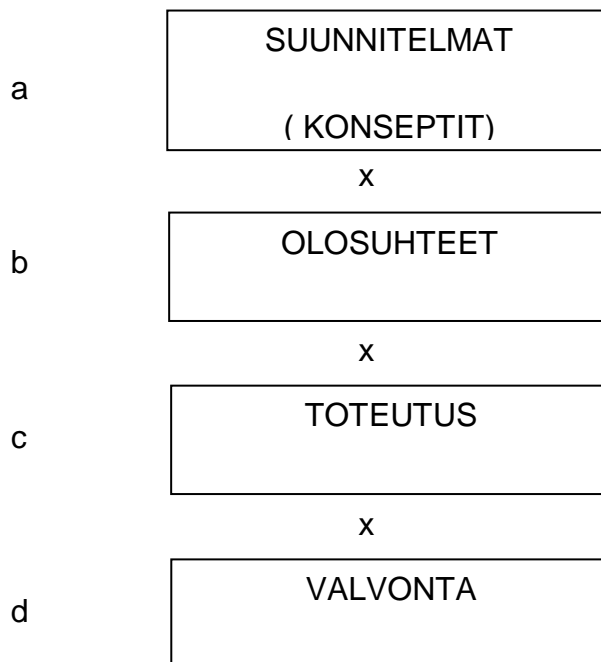 SUUNNITELMAT
a
( KONSEPTIT)
x
OLOSUHTEET
b
x
TOTEUTUS
c
x
VALVONTA
d